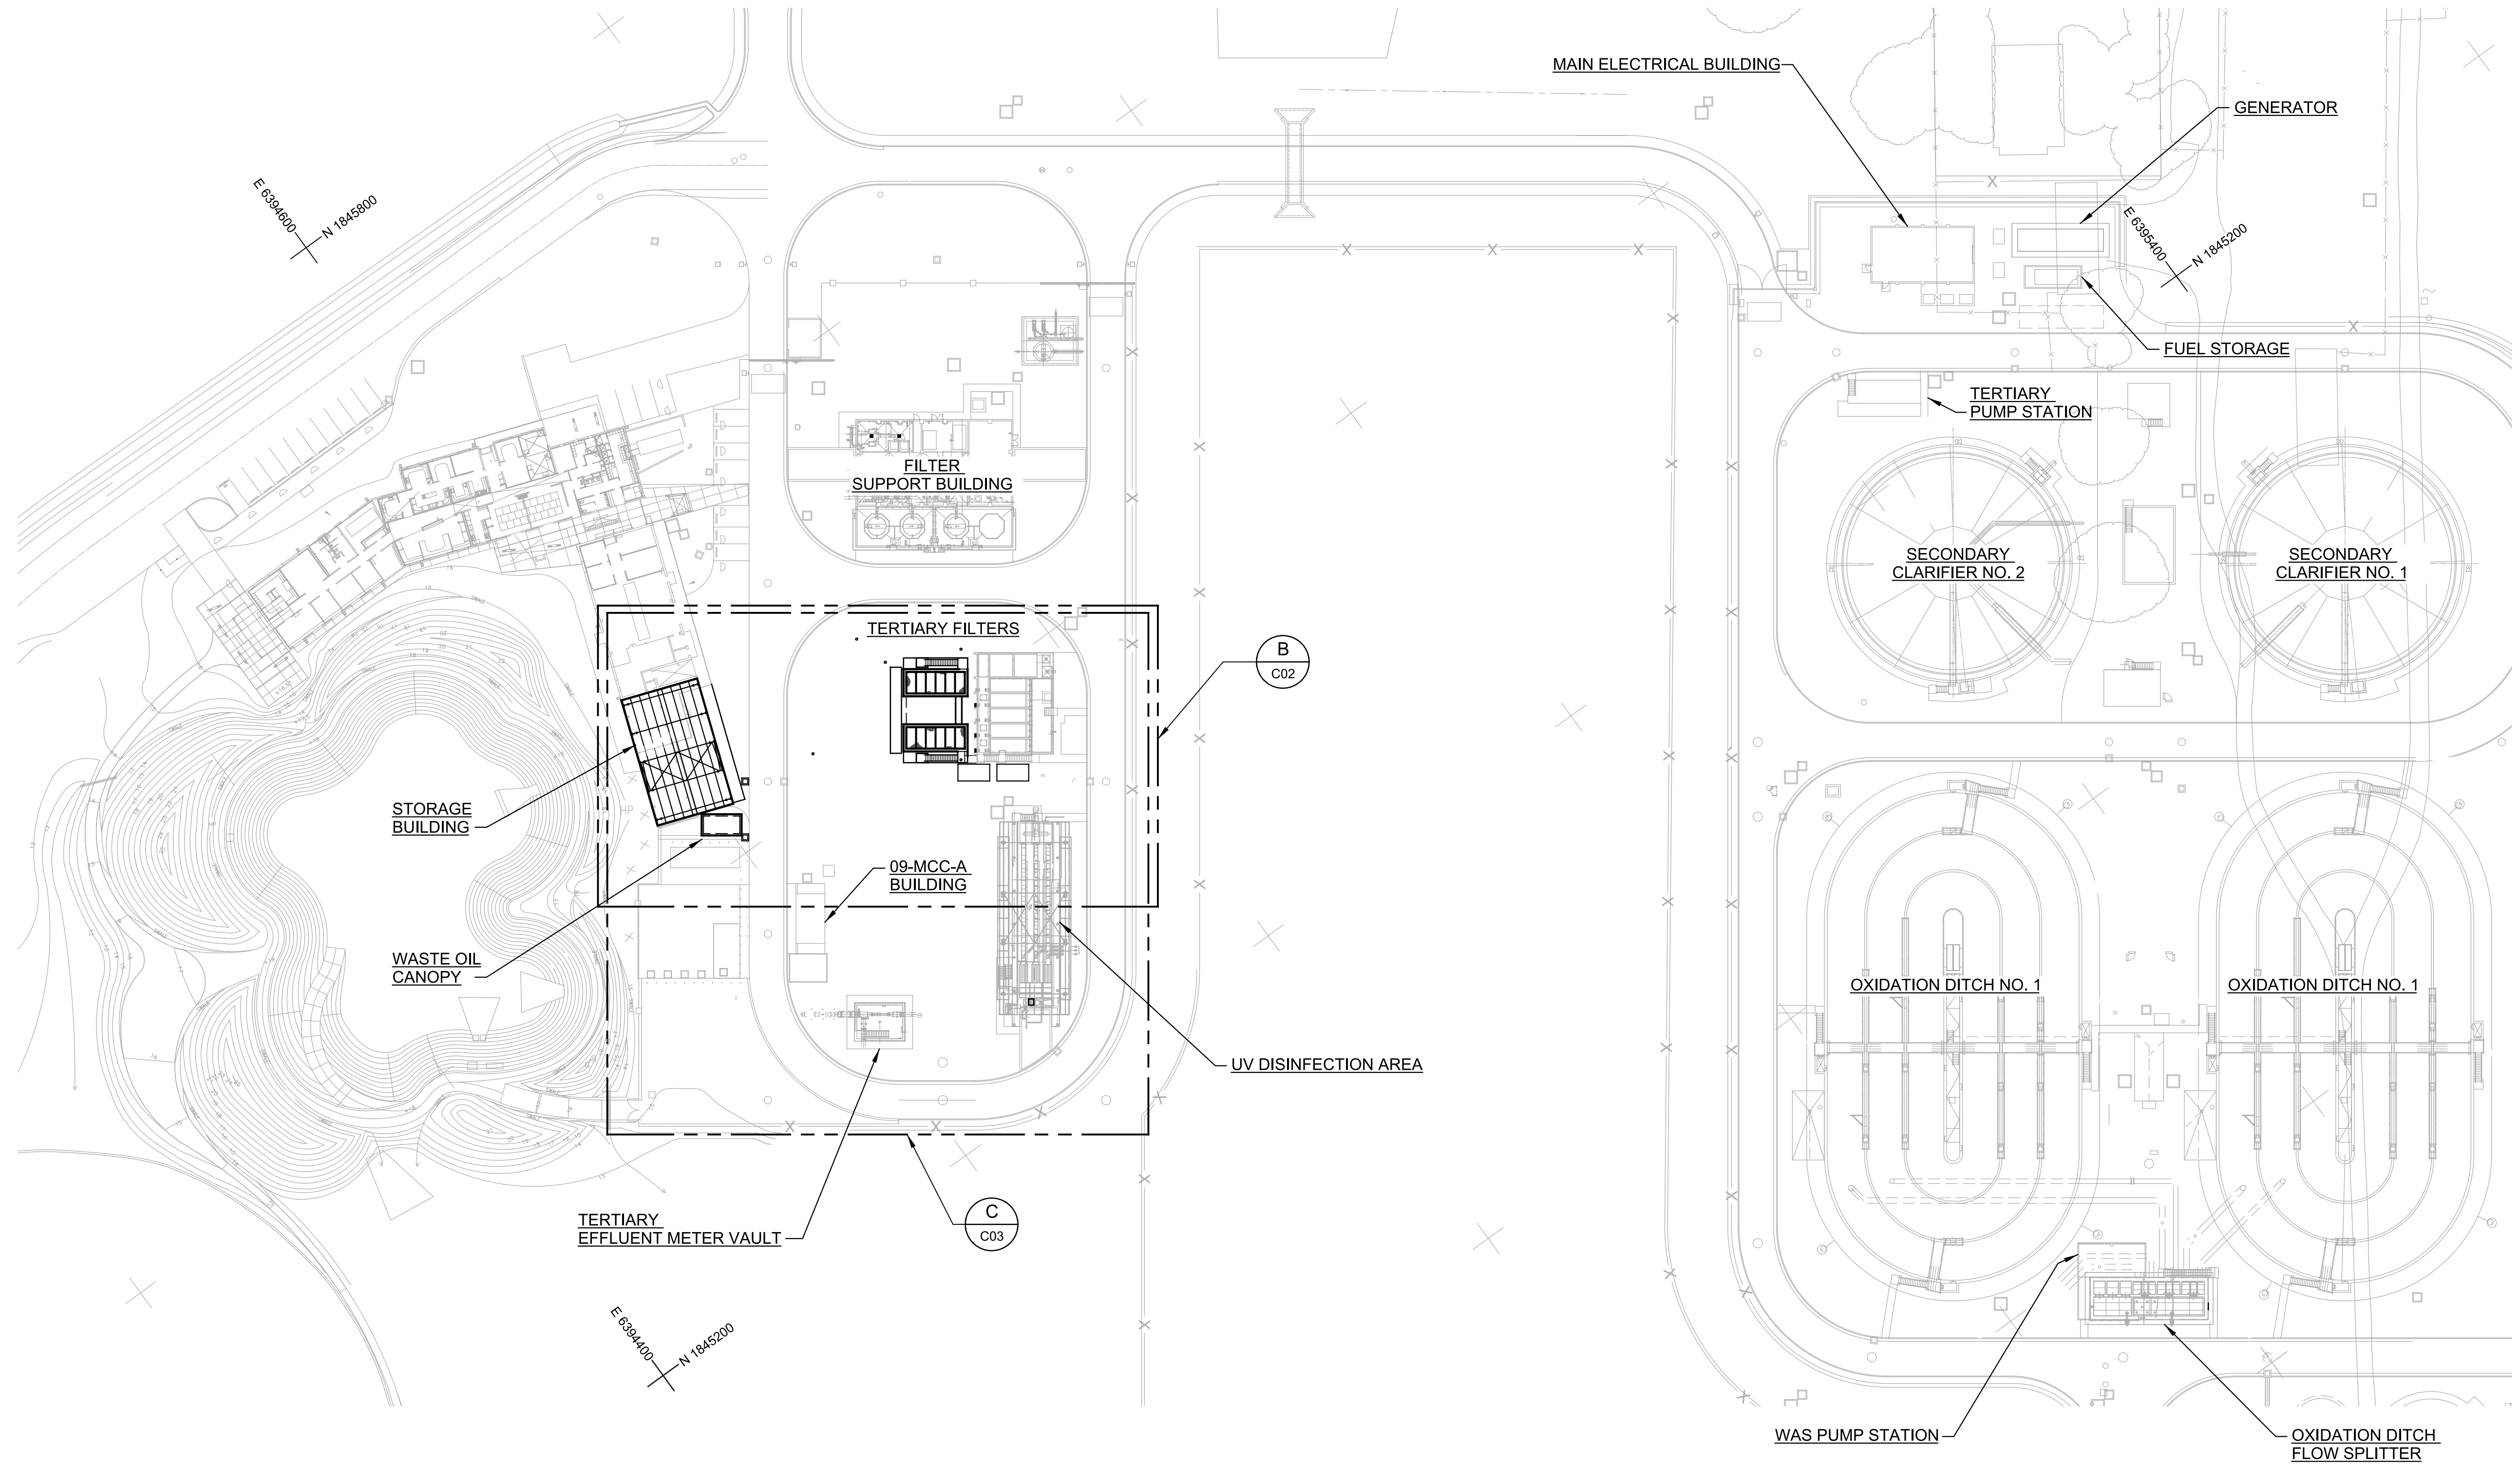 MAIN ELECTRICAL BUILDING
GENERATOR
E 6394600
N 1845800
E 6395400
N 1845200
FUEL STORAGE
TERTIARY
PUMP STATION
FILTER
SUPPORT BUILDING
SECONDARY
CLARIFIER NO. 2
SECONDARY
CLARIFIER NO. 1
TERTIARY FILTERS
B
C02
STORAGE
BUILDING
HP
09-MCC-A
BUILDING
WASTE OIL
CANOPY
OXIDATION DITCH NO. 1
OXIDATION DITCH NO. 1
UV DISINFECTION AREA
TERTIARY
EFFLUENT METER VAULT
C
C03
E 6394400
N 1845200
WAS PUMP STATION
OXIDATION DITCH
FLOW SPLITTER